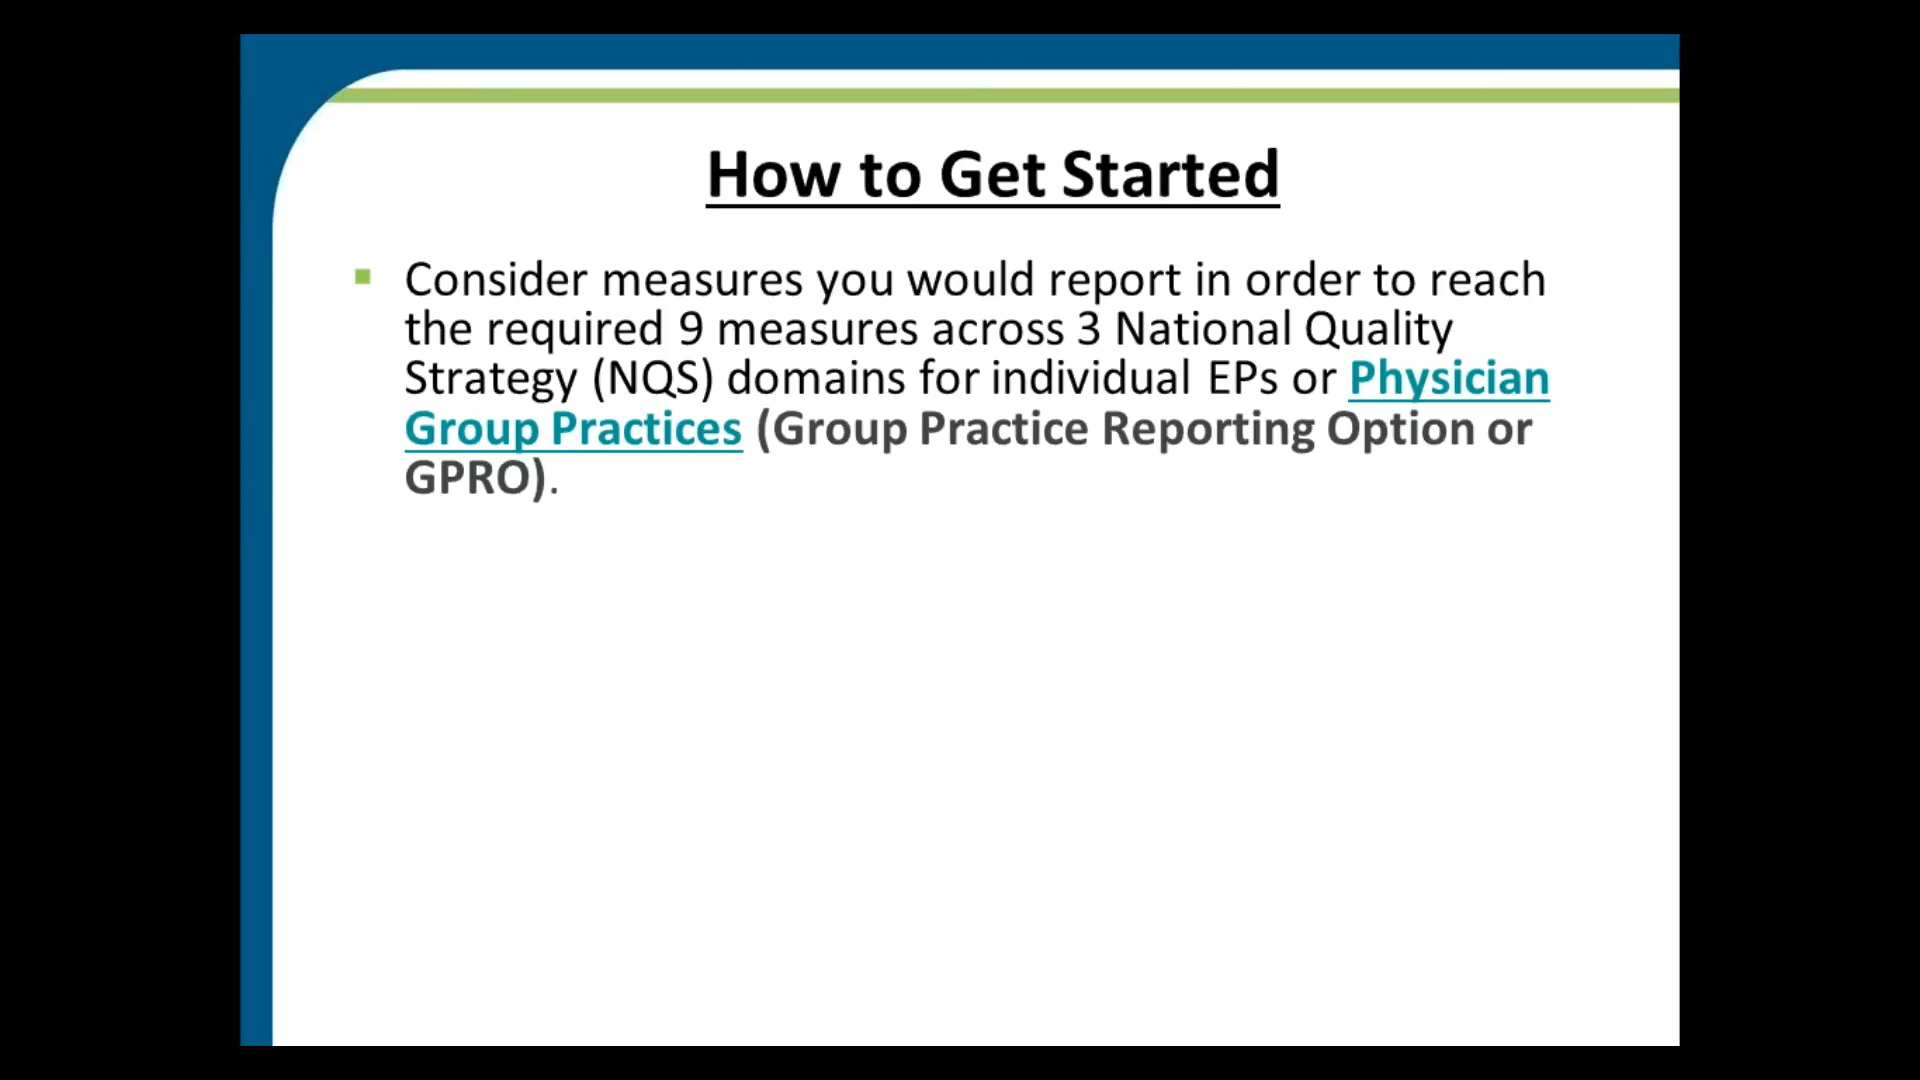 How to Get Started
Consider measures you would report in order to reach
the required 9 measures across 3 National Quality
Strategy (NQS) domains for individual EPs or Physician
Group Practices (Group Practice Reporting Option or
GPRO).